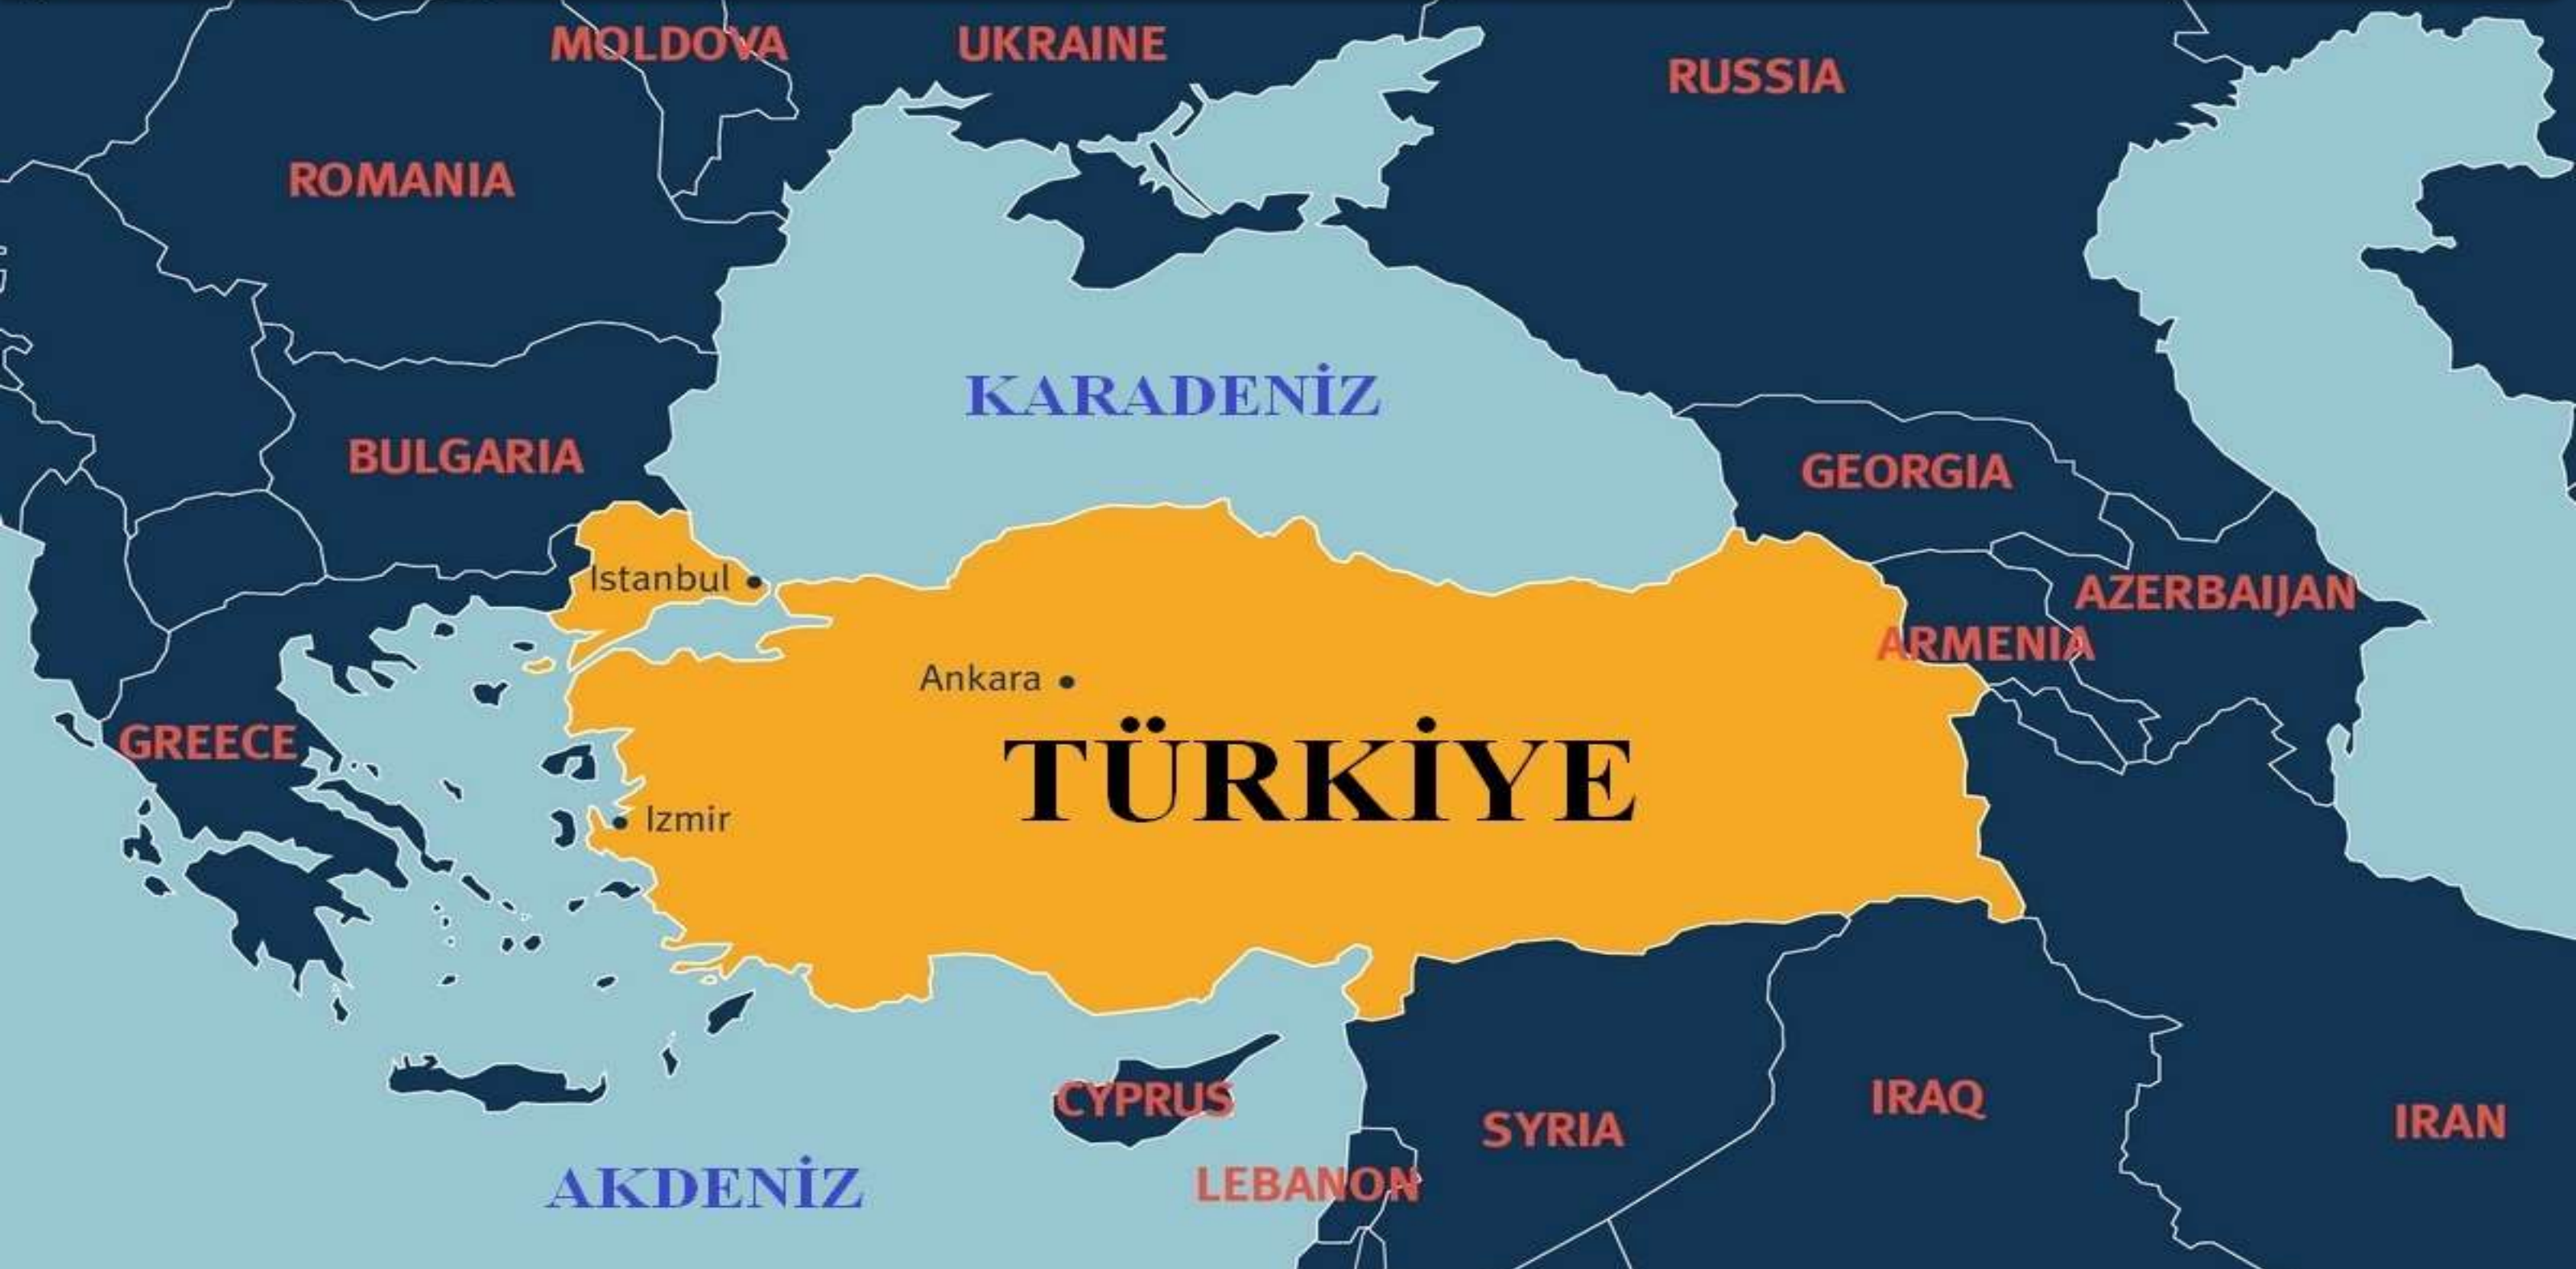 MOLDOVA
UKRAINE
RUSSIA
ROMANIA
KARADENİZ
BULGARIA
GEORGIA
Istanbul
AZERBAIJAN
ARMENIA
Ankara
GREECE
TÜRKİYE
Izmir
CYPRUS
IRAQ
SYRIA
IRAN
AKDENİZ
LEBANON